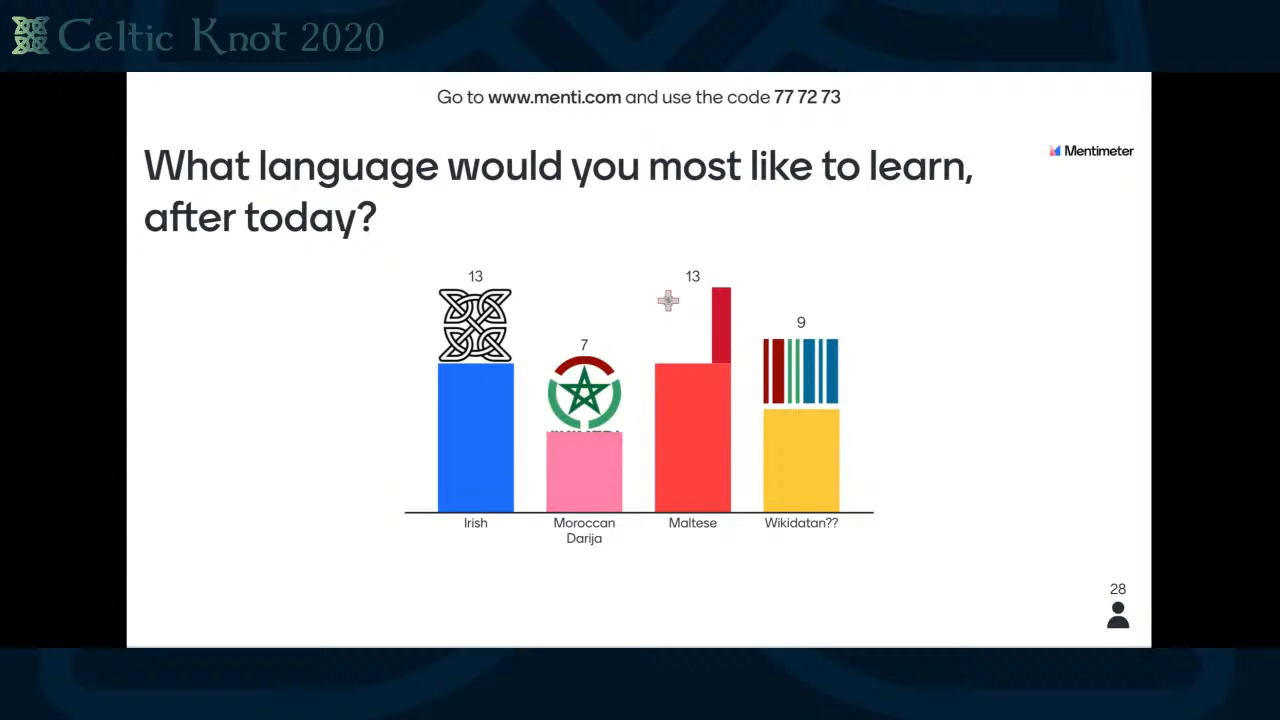 Celtic Knot 2020
Go to www.menti.com and use the code 77 72 73
Mentimeter
What language would you most like to learn,
after today?
13
7
13
9
Irish
Moroccan
Darija
Maltese
Wikidatan??
28